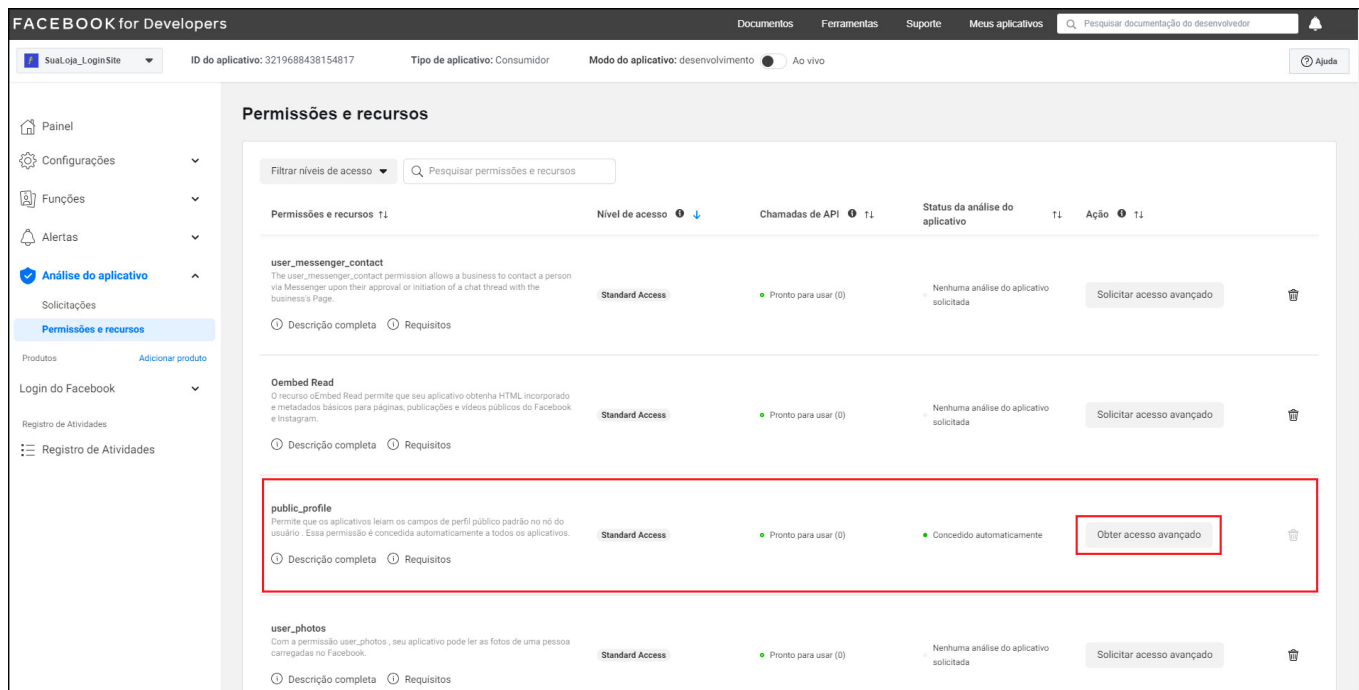 FACEBOOK for Developers
Documentos Ferramentas Suporte Meus aplicativos Pesquisar documentação do desenvolvedor
SuaLoja_LoginSite ID do aplicativo: 3219688438154817 Tipo de aplicativo: Consumidor Modo do aplicativo: desenvolvimento Ao vivo Ajuda
Painel
Configurações
Funções
Alertas
Análise do aplicativo
Solicitações
Permissões e recursos
Produtos Adicionar produto
Login do Facebook
Registro de Atividades
Registro de Atividades
Permissões e recursos
Filtrar níveis de acesso Pesquisar permissões e recursos
Permissões e recursos Nível de acesso Chamadas de API Status da análise do
aplicativo Ação
user_messenger_contact
The user_messenger_contact permission allows a business to contact a person
via Messenger upon their approval or initiation of a chat thread with the
business's Page.
Standard Access Pronto para usar (0) Nenhuma análise do aplicativo
solicitada Solicitar acesso avançado
Descrição completa Requisitos
Oembed Read
O recurso oEmbed Read permite que seu aplicativo obtenha HTML incorporado
e metadados básicos para páginas, publicações e vídeos públicos do Facebook
e Instagram.
Standard Access Pronto para usar (0) Nenhuma análise do aplicativo
solicitada Solicitar acesso avançado
Descrição completa Requisitos
public_profile
Permite que os aplicativos leiam os campos de perfil público padrão no nó do
usuário . Essa permissão é concedida automaticamente a todos os aplicativos.
Standard Access Pronto para usar (0) Concedido automaticamente Obter acesso avançado
Descrição completa Requisitos
user_photos
Com a permissão user_photos , seu aplicativo pode ler as fotos de uma pessoa
carregadas no Facebook.
Standard Access Pronto para usar (0) Nenhuma análise do aplicativo
solicitada Solicitar acesso avançado
Descrição completa Requisitos